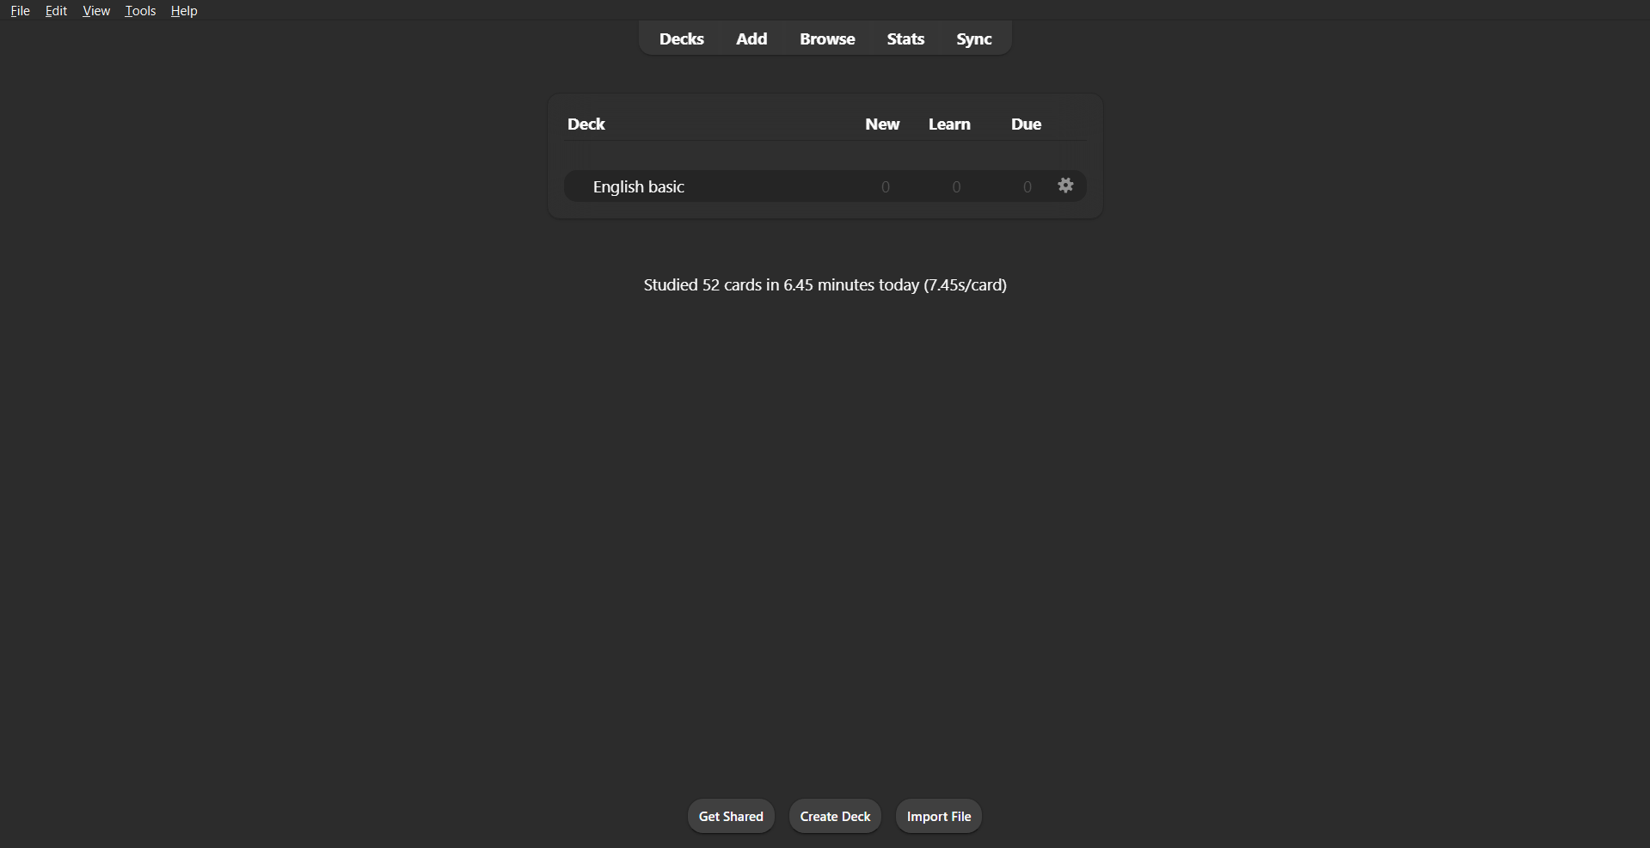 File Edit View Tools Help
Decks Add Browse Stats Sync
Deck New Learn Due
English basic 0 0 0
Studied 52 cards in 6.45 minutes today (7.45s/card)
Get Shared Create Deck Import File